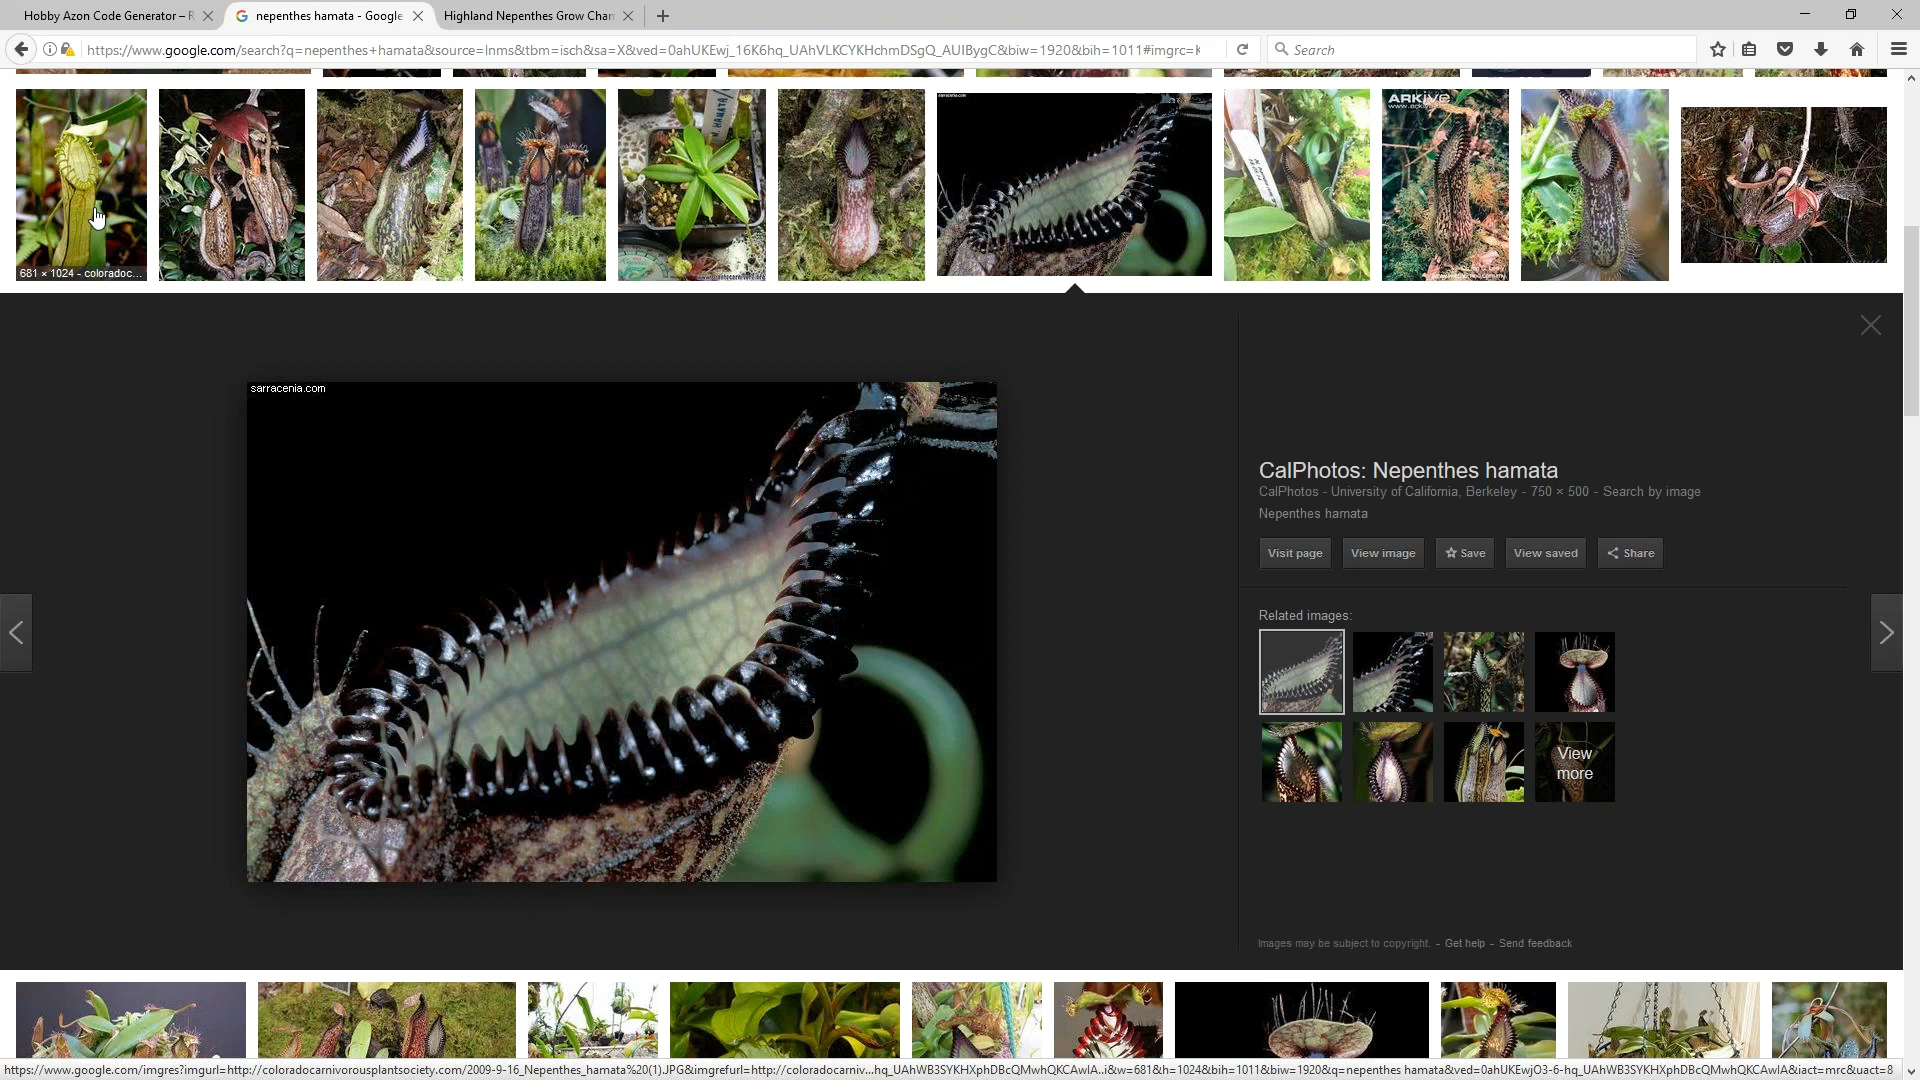 Hobby Azon Code Generator – R
nepenthes hamata - Google
Highland Nepenthes Grow Cham
https://www.google.com/search?q=nepenthes+hamata&source=lnms&tbm=isch&sa=X&ved=0ahUKEwj_16K6hq_UAhVLKCYKHchmDSgQ_AUIBygC&biw=1920&bih=1011#imgrc=K
Search
681 × 1024 - coloradoc...
ARKIVE
sarracenia.com
CalPhotos: Nepenthes hamata
CalPhotos - University of California, Berkeley - 750 × 500 - Search by image
Nepenthes hamata
Visit page
View image
Save
View saved
Share
Related images:
View
more
Images may be subject to copyright. - Get help - Send feedback
https://www.google.com/imgres?imgurl=http://coloradocarnivorousplantsociety.com/2009-9-16_Nepenthes_hamata%20(1).JPG&imgrefurl=http://coloradocarniv...hq_UAhWB3SYKHXphDBcQMwhQKCAwIA..i&w=681&h=1024&bih=1011&biw=1920&q=nepenthes hamata&ved=0ahUKEwjO3-6-hq_UAhWB3SYKHXphDBcQMwhQKCAwIA&iact=mrc&uact=8